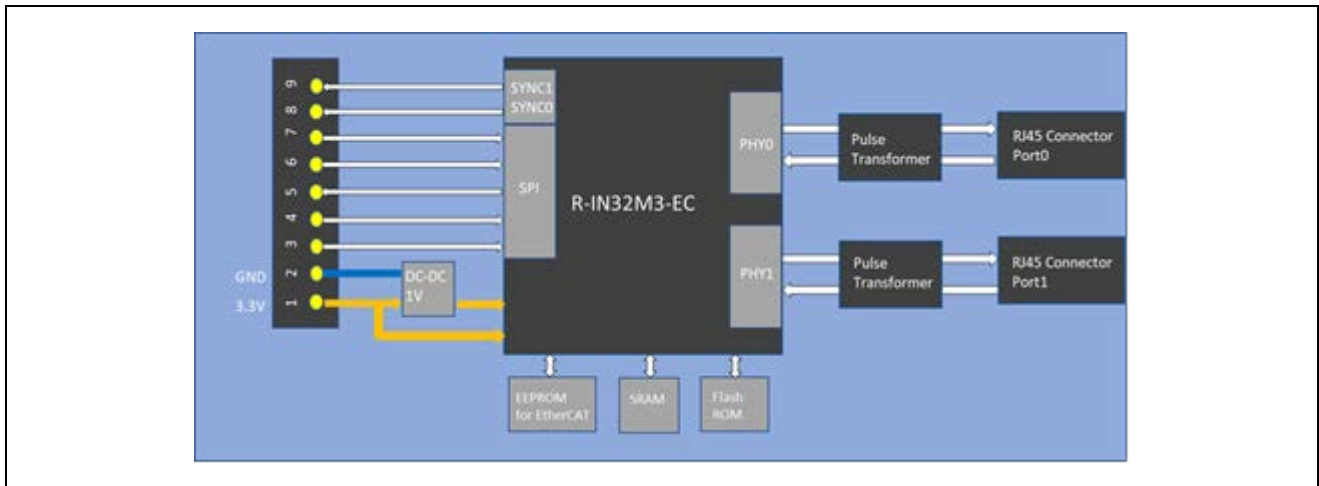 9
8
7
6
5
4
3
GND 2
3.3V 1
SYNC1
SYNC0
SPI
DC-DC
1V
R-IN32M3-EC
PHY0
PHY1
Pulse
Transformer
RJ45 Connector
Port0
Pulse
Transformer
RJ45 Connector
Port1
EEPROM
for EtherCAT
SRAM
Flash
ROM